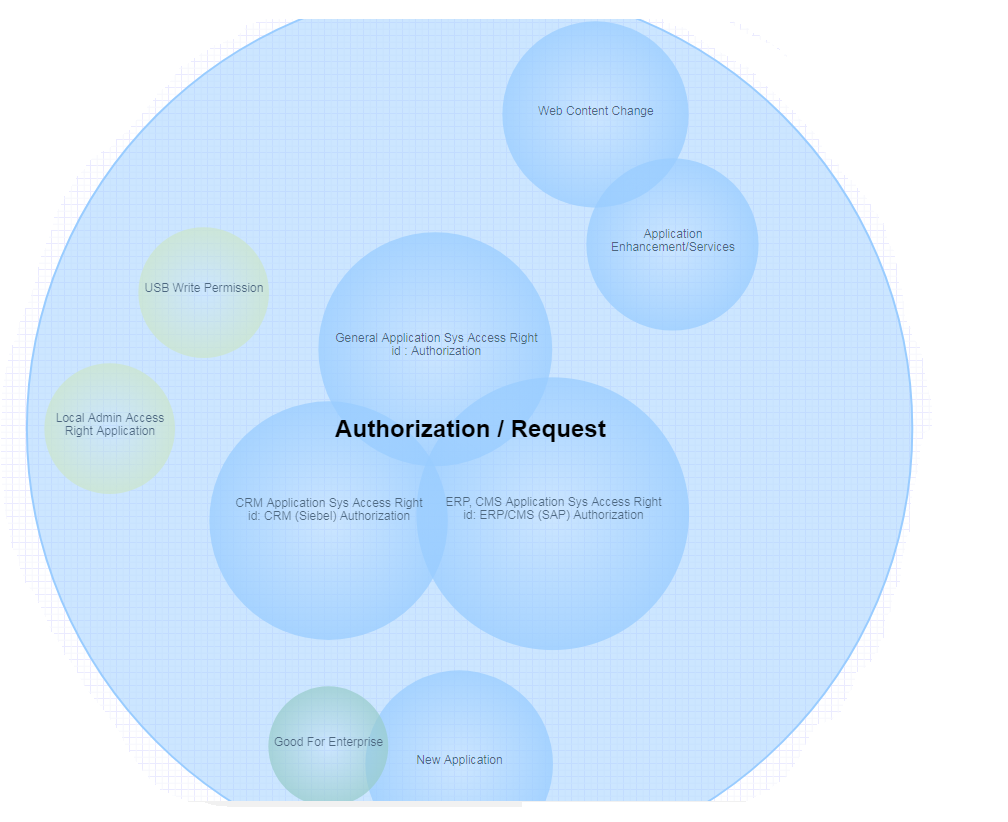 Web Content Change
Application
Enhancement/Services
USB Write Permission
General Application Sys Access Right
id : Authorization
Local Admin Access
Right Application
Authorization / Request
CRM Application Sys Access Right
id: CRM (Siebel) Authorization
ERP, CMS Application Sys Access Right
id: ERP/CMS (SAP) Authorization
Good For Enterprise
New Application